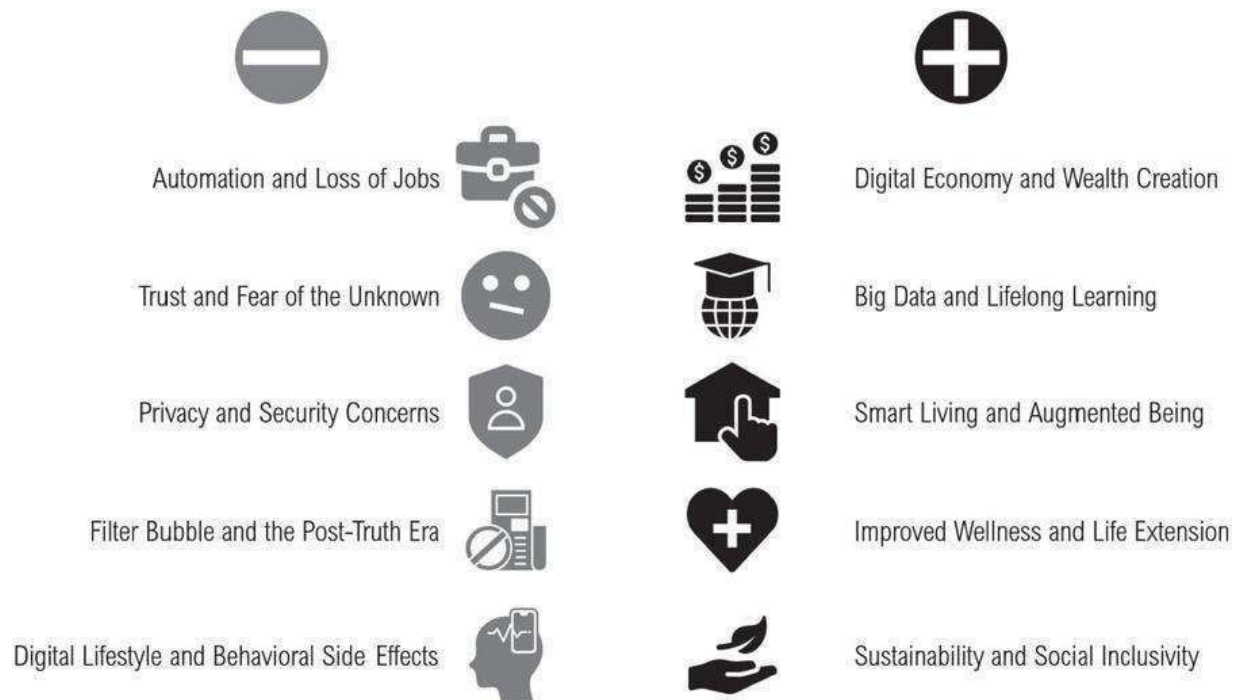 Automation and Loss of Jobs
Digital Economy and Wealth Creation
Trust and Fear of the Unknown
Big Data and Lifelong Learning
Privacy and Security Concerns
Smart Living and Augmented Being
Filter Bubble and the Post-Truth Era
Improved Wellness and Life Extension
Digital Lifestyle and Behavioral Side Effects
Sustainability and Social Inclusivity